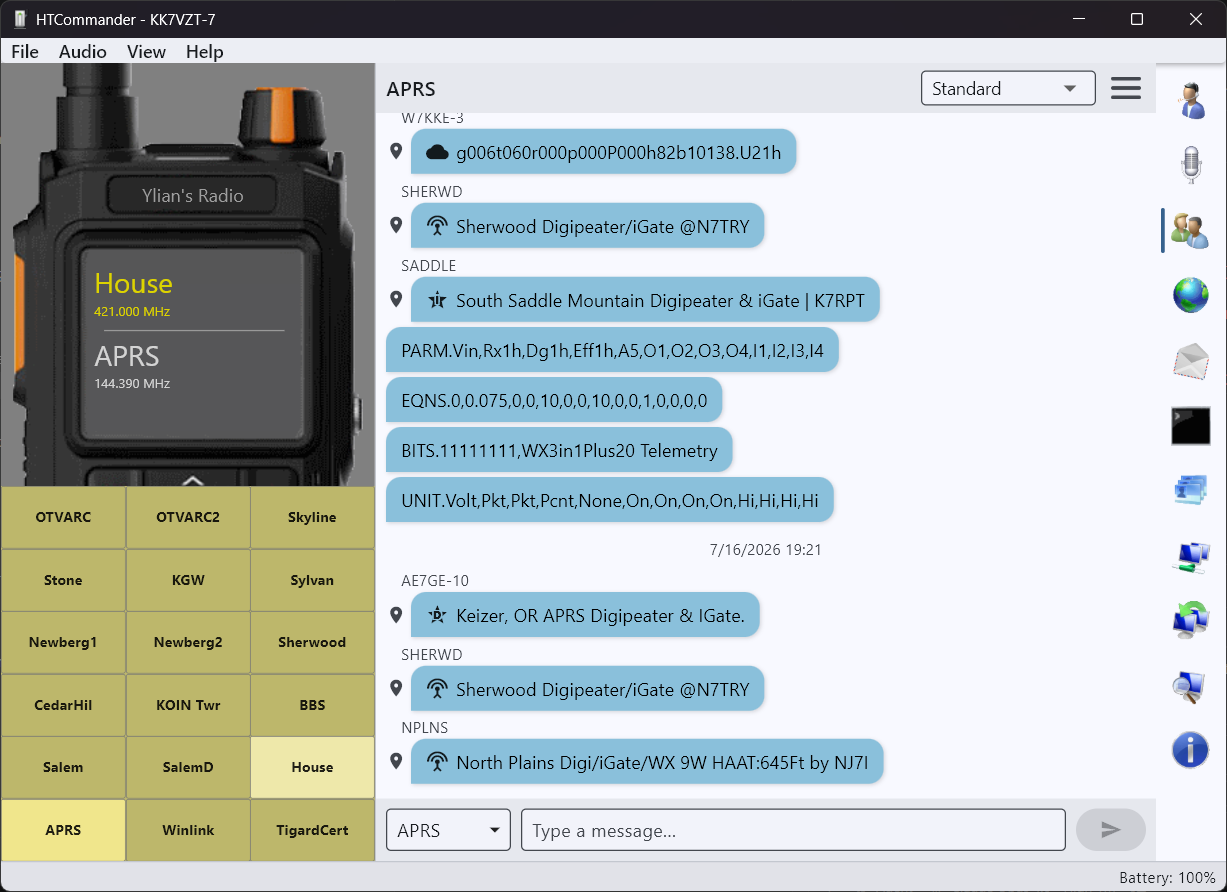 HTCommander - KK7VZT-7
File Audio View Help
Ylian's Radio
House
421.000 MHz
APRS
144.390 MHz
OTVARC OTVARC2 Skyline
Stone KGW Sylvan
Newberg1 Newberg2 Sherwood
CedarHil KOIN Twr BBS
Salem SalemD House
APRS Winlink TigardCert
APRS
Standard
W7KKE-3
g006t060r000p000P000h82b10138.U21h
SHERWD
Sherwood Digipeater/iGate @N7TRY
SADDLE
South Saddle Mountain Digipeater & iGate | K7RPT
PARM.Vin,Rx1h,Dg1h,Eff1h,A5,O1,O2,O3,O4,I1,I2,I3,I4
EQNS.0,0.075,0,0,10,0,0,10,0,0,1,0,0,0,0
BITS.11111111,WX3in1Plus20 Telemetry
UNIT.Volt,Pkt,Pkt,Pcnt,None,On,On,On,On,Hi,Hi,Hi,Hi
7/16/2026 19:21
AE7GE-10
D
Keizer, OR APRS Digipeater & IGate.
SHERWD
Sherwood Digipeater/iGate @N7TRY
NPLNS
North Plains Digi/iGate/WX 9W HAAT:645Ft by NJ7I
APRS
Type a message...
Battery: 100%